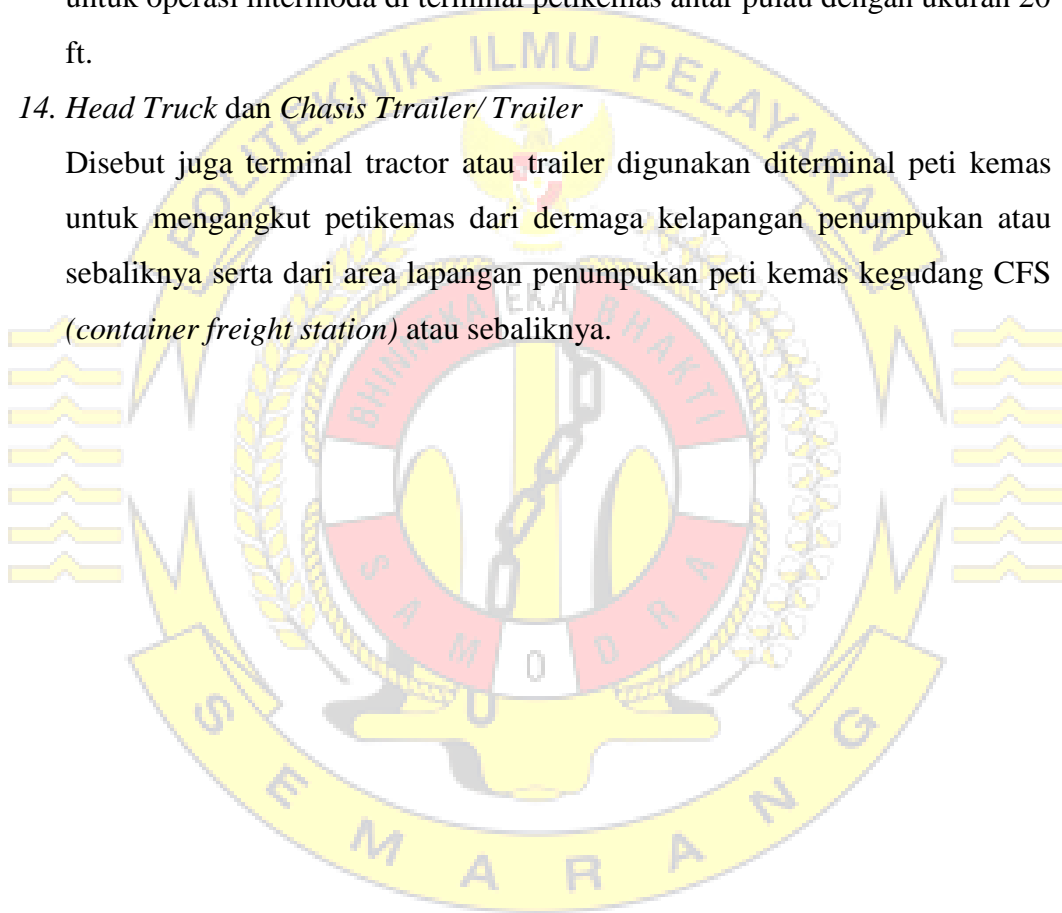 untuk operasi intermoda di terminal petikemas antar pulau dengan ukuran 20
ft.
14. Head Truck dan Chasis Ttrailer/ Trailer
Disebut juga terminal tractor atau trailer digunakan diterminal peti kemas
untuk mengangkut petikemas dari dermaga kelapangan penumpukan atau
sebaliknya serta dari area lapangan penumpukan peti kemas kegudang CFS
(container freight station) atau sebaliknya.
POLITEKNIK ILMU PELAYARAN
BHINNEKA EKA BHAKTI
SAMODRA
SEMARANG